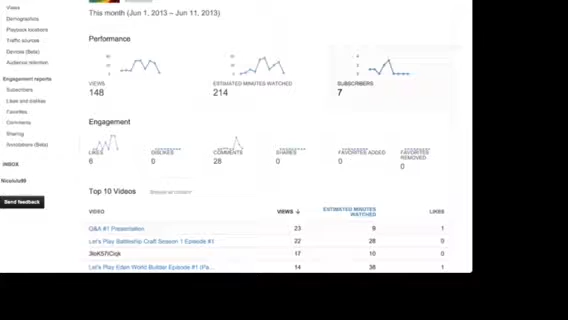 Views
Demographics
Playback locations
Traffic sources
Devices (Beta)
Audience retention
Engagement reports
Subscribers
Likes and dislikes
Favorites
Comments
Sharing
Annotations (Beta)
INBOX
Send feedback
This month (Jun 1, 2013 – Jun 11, 2013)
Performance
VIEWS
148
ESTIMATED MINUTES WATCHED
214
SUBSCRIBERS
7
Engagement
LIKES
6
DISLIKES
0
COMMENTS
28
SHARES
0
FAVORITES ADDED
0
FAVORITES REMOVED
0
Top 10 Videos
Browse all content
VIDEO VIEWS ↓ ESTIMATED MINUTES WATCHED LIKES
Q&A #1 Presentation 23 9 1
Let's Play Battleship Craft Season 1 Episode #1 22 28 0
17 10 0
Let's Play Eden World Builder Episode #1 (Pa... 14 38 1